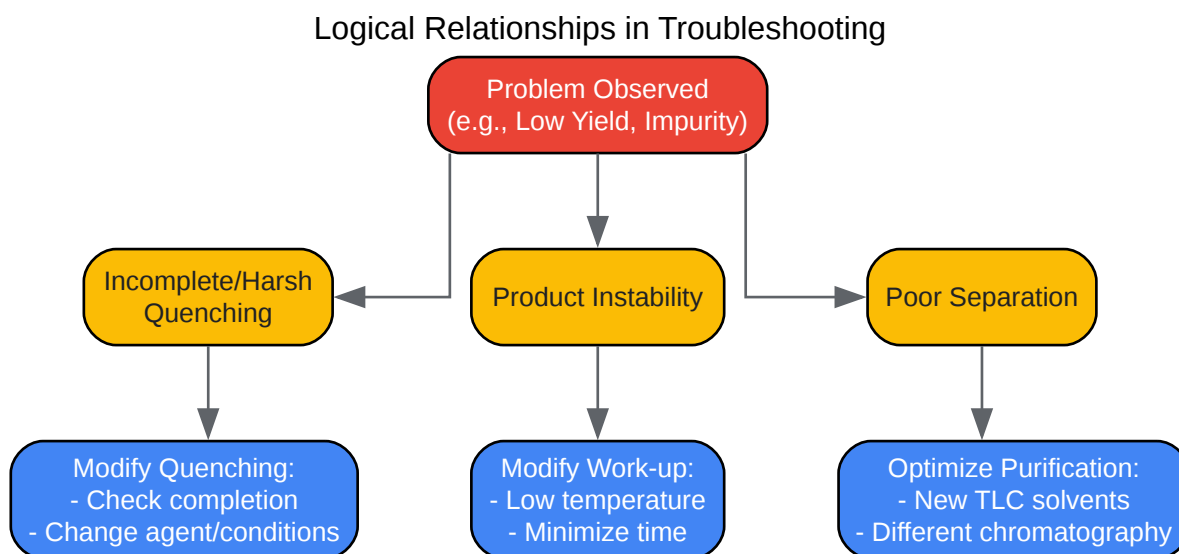 Logical Relationships in Troubleshooting
Problem Observed
(e.g., Low Yield, Impurity)
Incomplete/Harsh
Quenching
Product Instability
Poor Separation
Modify Quenching:
- Check completion
- Change agent/conditions
Modify Work-up:
- Low temperature
- Minimize time
Optimize Purification:
- New TLC solvents
- Different chromatography